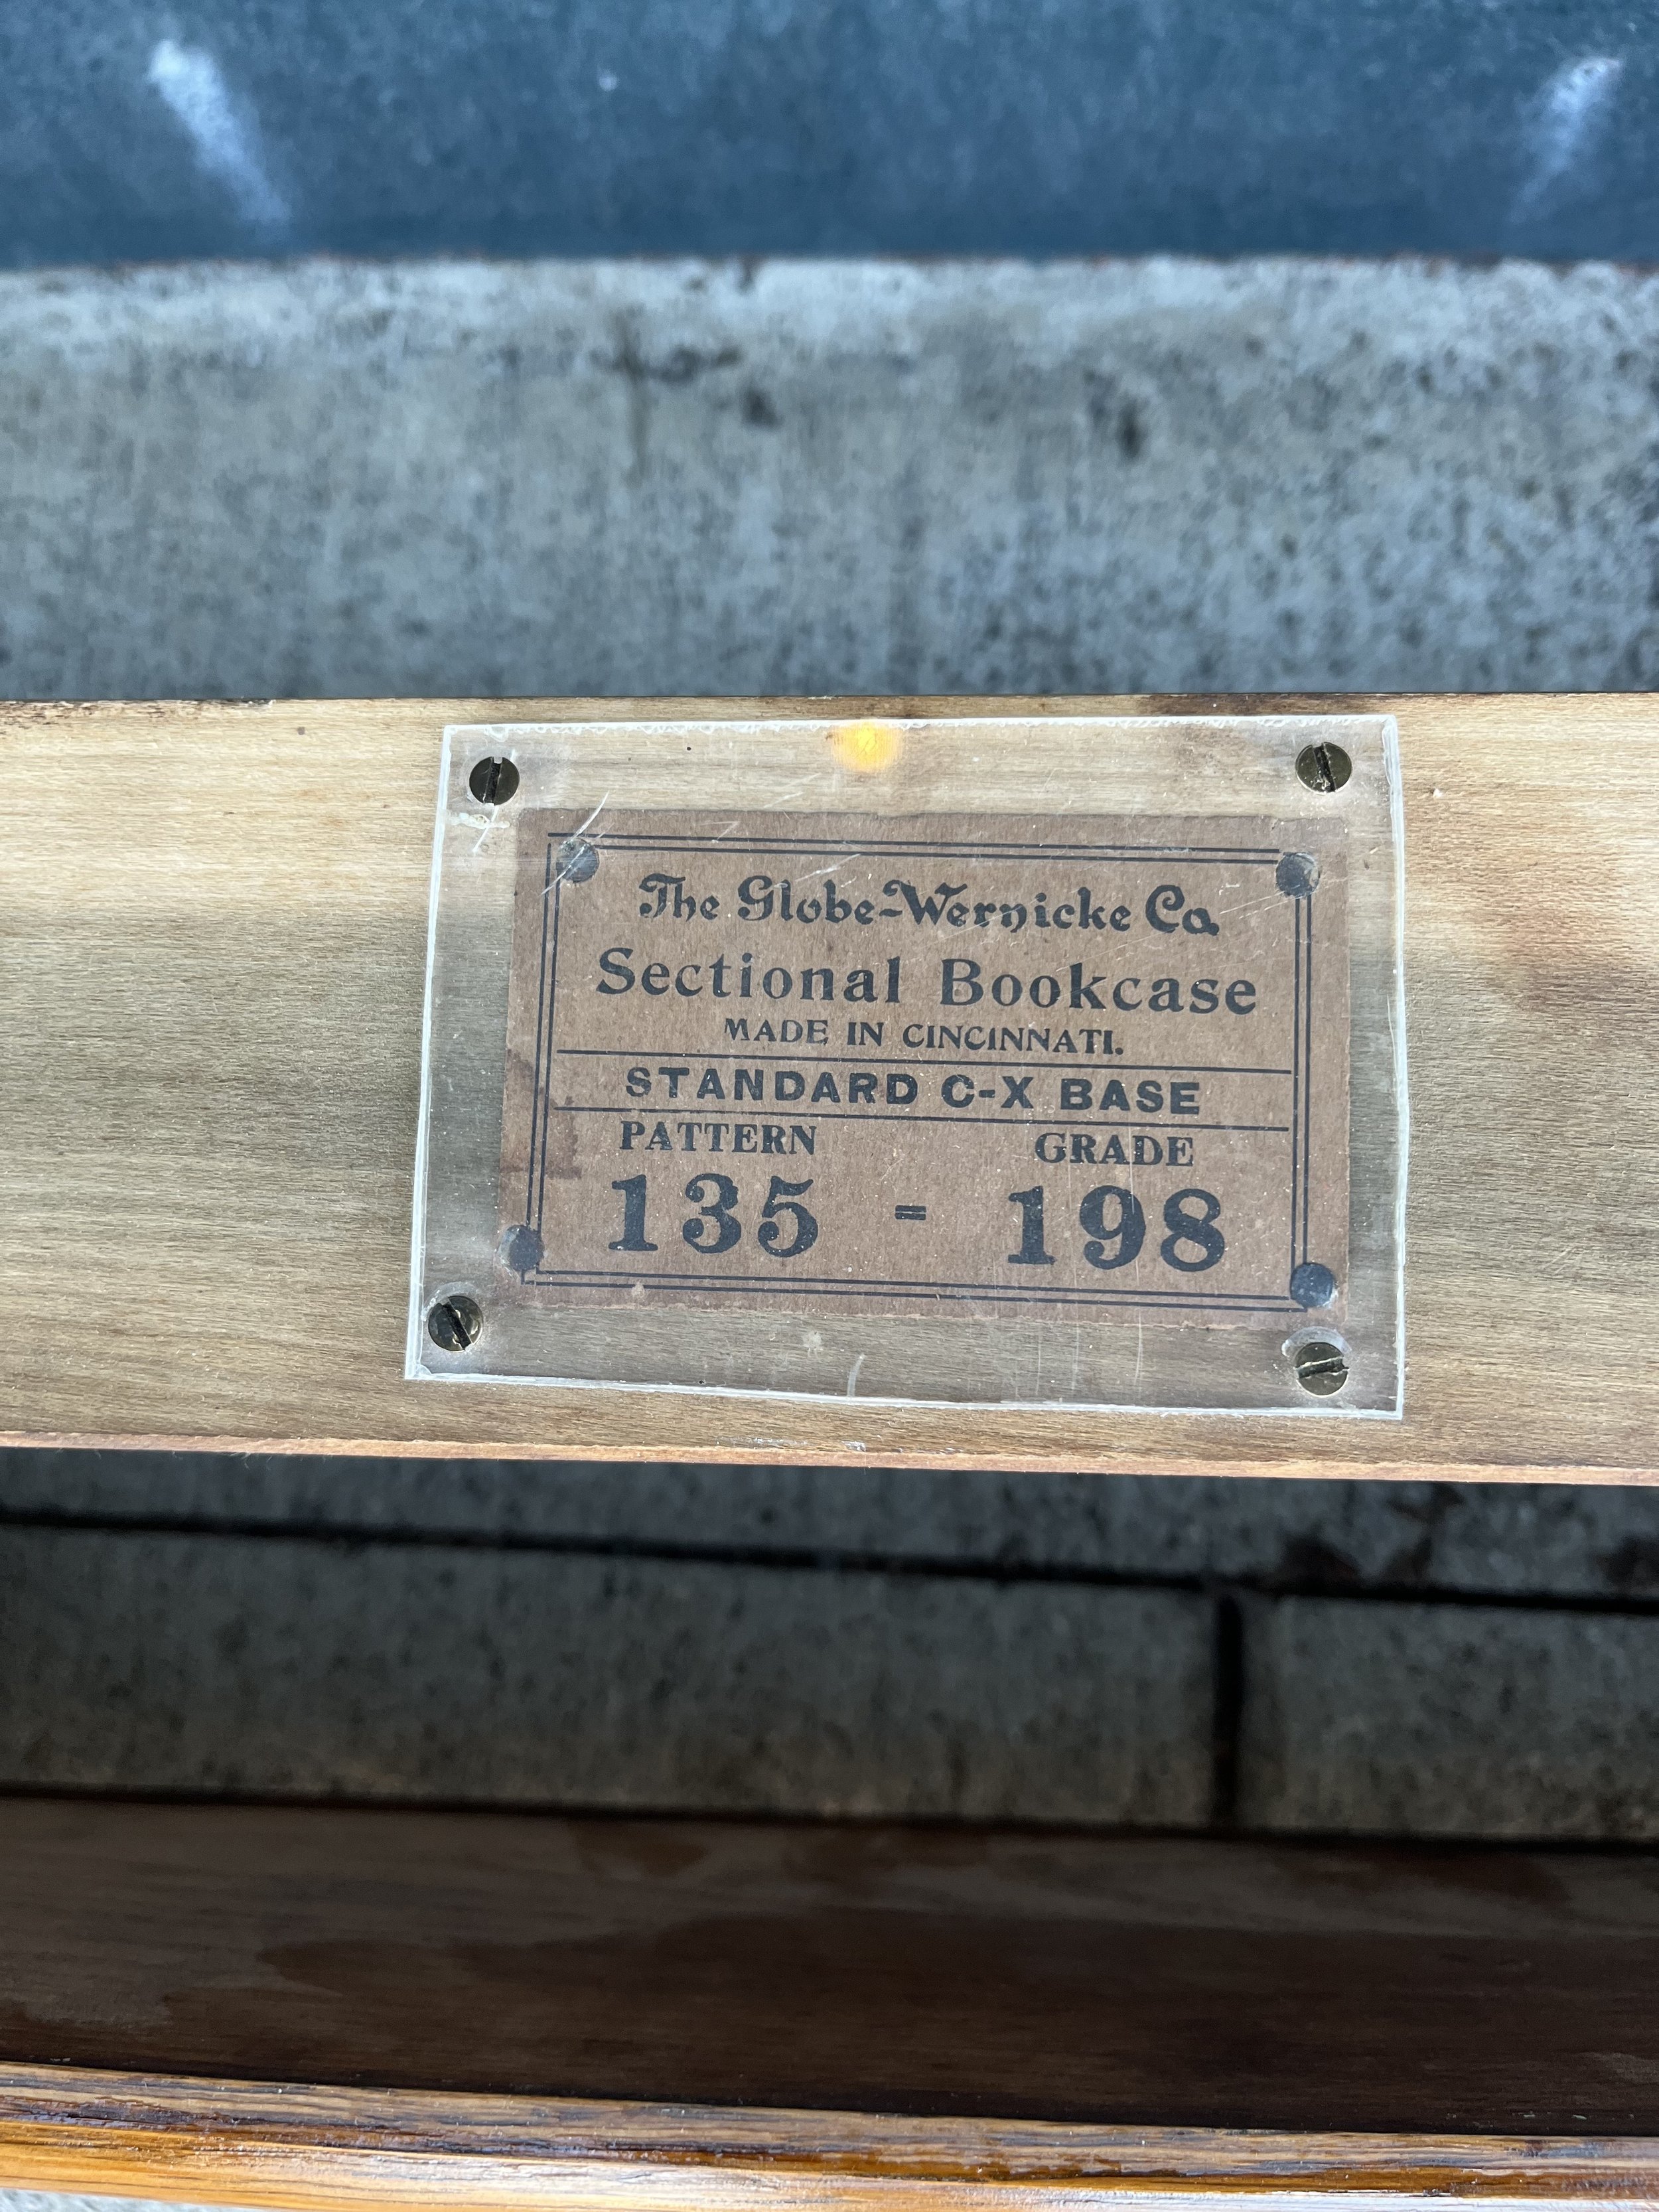 The Globe-Wernicke Co.
Sectional Bookcase
MADE IN CINCINNATI.
STANDARD C-X BASE
PATTERN GRADE
135 = 198